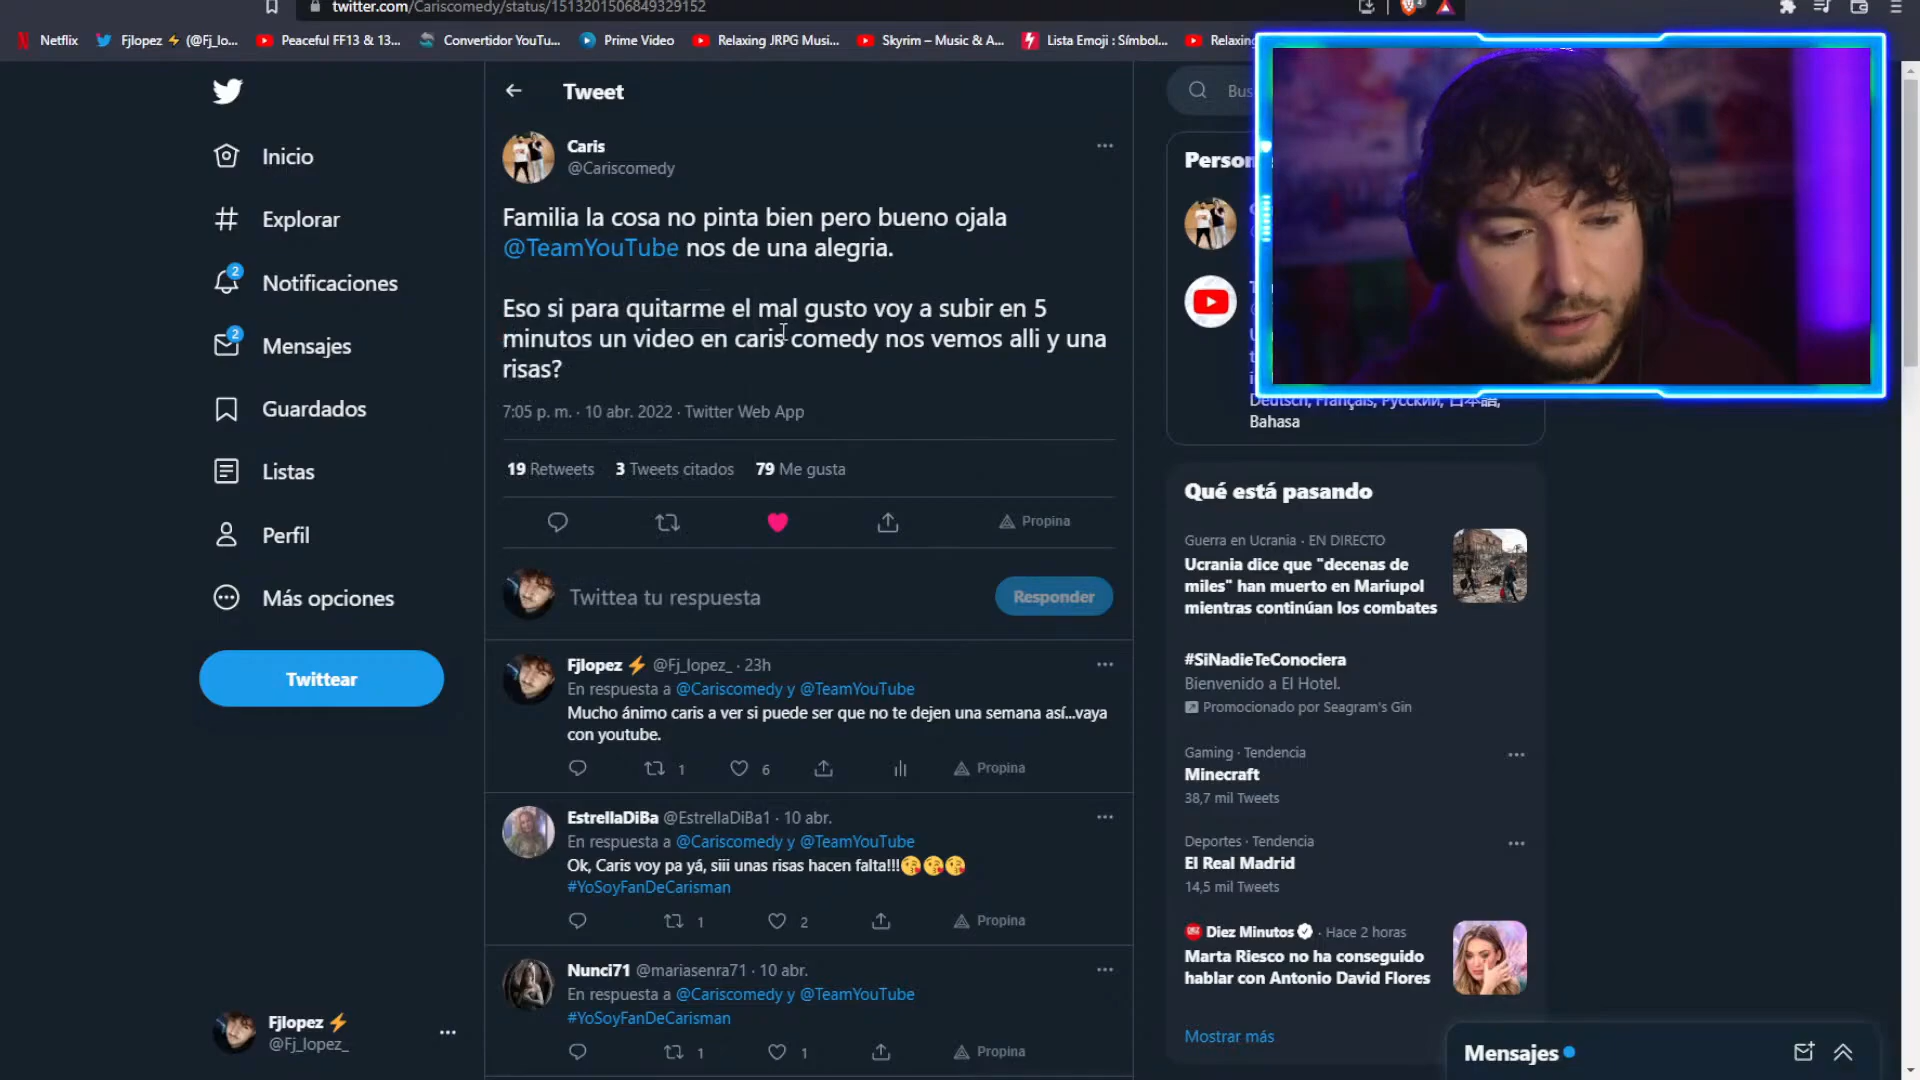 twitter.com/Cariscomedy/status/1513201506849329152
Netflix
Fjlopez ⚡ (@Fj_lo...
Peaceful FF13 & 13...
Convertidor YouTu...
Prime Video
Relaxing JRPG Musi...
Skyrim – Music & A...
Lista Emoji : Símbol...
Inicio
Explorar
2
Notificaciones
2
Mensajes
Guardados
Listas
Perfil
Más opciones
Twittear
Fjlopez ⚡
@Fj_lopez_
Tweet
Caris
@Cariscomedy
Familia la cosa no pinta bien pero bueno ojala
@TeamYouTube nos de una alegria.
Eso si para quitarme el mal gusto voy a subir en 5
minutos un video en caris comedy nos vemos alli y una
risas?
7:05 p. m. · 10 abr. 2022 · Twitter Web App
19 Retweets 3 Tweets citados 79 Me gusta
Propina
Twittea tu respuesta
Responder
Fjlopez ⚡ @Fj_lopez_ · 23h
En respuesta a @Cariscomedy y @TeamYouTube
Mucho ánimo caris a ver si puede ser que no te dejen una semana así...vaya
con youtube.
1 6 Propina
EstrellaDiBa @EstrellaDiBa1 · 10 abr.
En respuesta a @Cariscomedy y @TeamYouTube
Ok, Caris voy pa yá, siii unas risas hacen falta!!!😘😘😘
#YoSoyFanDeCarisman
1 2 Propina
Nunci71 @mariasenra71 · 10 abr.
En respuesta a @Cariscomedy y @TeamYouTube
#YoSoyFanDeCarisman
1 1 Propina
Deutsch, Français, Русский, 日本語,
Bahasa
Qué está pasando
Guerra en Ucrania · EN DIRECTO
Ucrania dice que "decenas de
miles" han muerto en Mariupol
mientras continúan los combates
#SiNadieTeConociera
Bienvenido a El Hotel.
Promocionado por Seagram's Gin
Gaming · Tendencia
Minecraft
38,7 mil Tweets
Deportes · Tendencia
El Real Madrid
14,5 mil Tweets
Diez Minutos · Hace 2 horas
Marta Riesco no ha conseguido
hablar con Antonio David Flores
Mostrar más
Mensajes